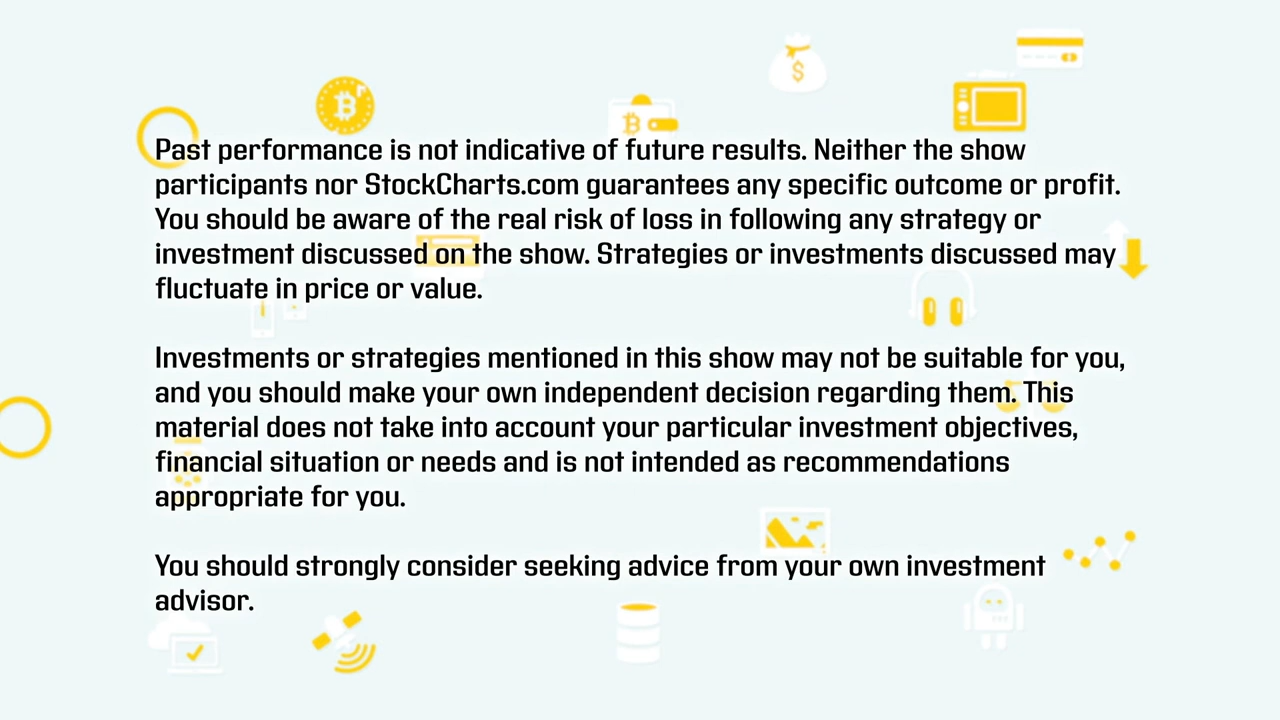 Past performance is not indicative of future results. Neither the show
participants nor StockCharts.com guarantees any specific outcome or profit.
You should be aware of the real risk of loss in following any strategy or
investment discussed on the show. Strategies or investments discussed may
fluctuate in price or value.
Investments or strategies mentioned in this show may not be suitable for you,
and you should make your own independent decision regarding them. This
material does not take into account your particular investment objectives,
financial situation or needs and is not intended as recommendations
appropriate for you.
You should strongly consider seeking advice from your own investment
advisor.